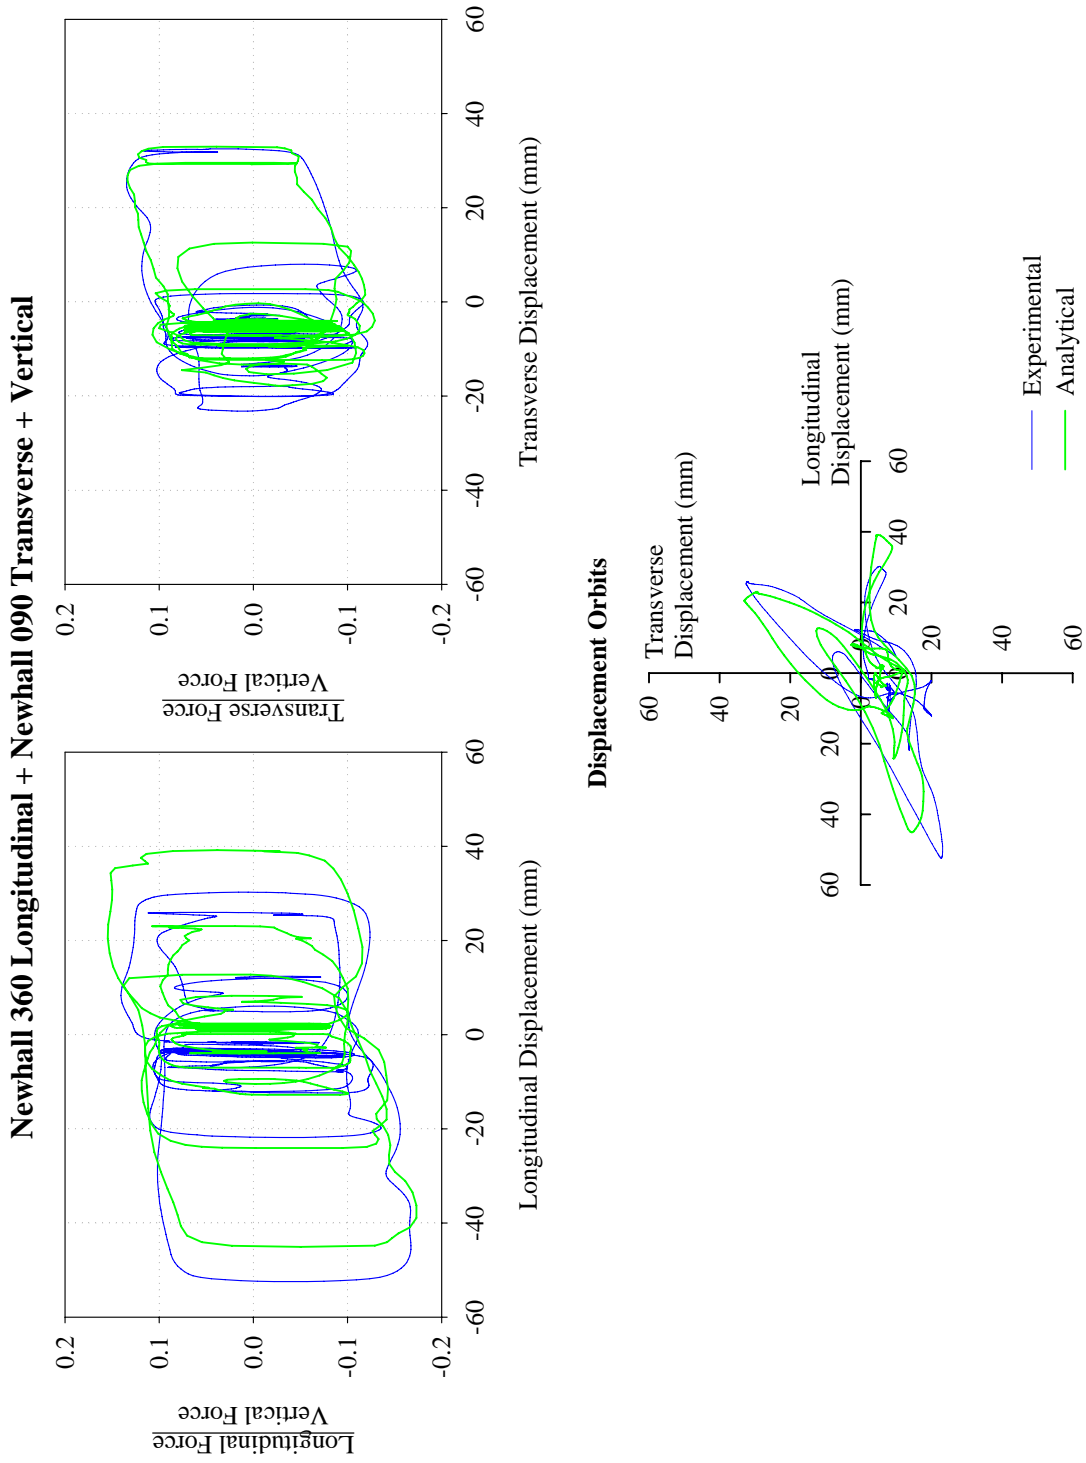 Newhall 360 Longitudinal + Newhall 090 Transverse + Vertical
Longitudinal Force
Vertical Force
0.2
0.1
0.0
-0.1
-0.2
-60
-40
-20
0
20
40
60
Longitudinal Displacement (mm)
Transverse Force
Vertical Force
0.2
0.1
0.0
-0.1
-0.2
-60
-40
-20
0
20
40
60
Transverse Displacement (mm)
Displacement Orbits
Transverse
Displacement (mm)
60
40
20
0
20
40
60
Longitudinal
Displacement (mm)
60
40
20
0
0
20
40
60
Experimental
Analytical